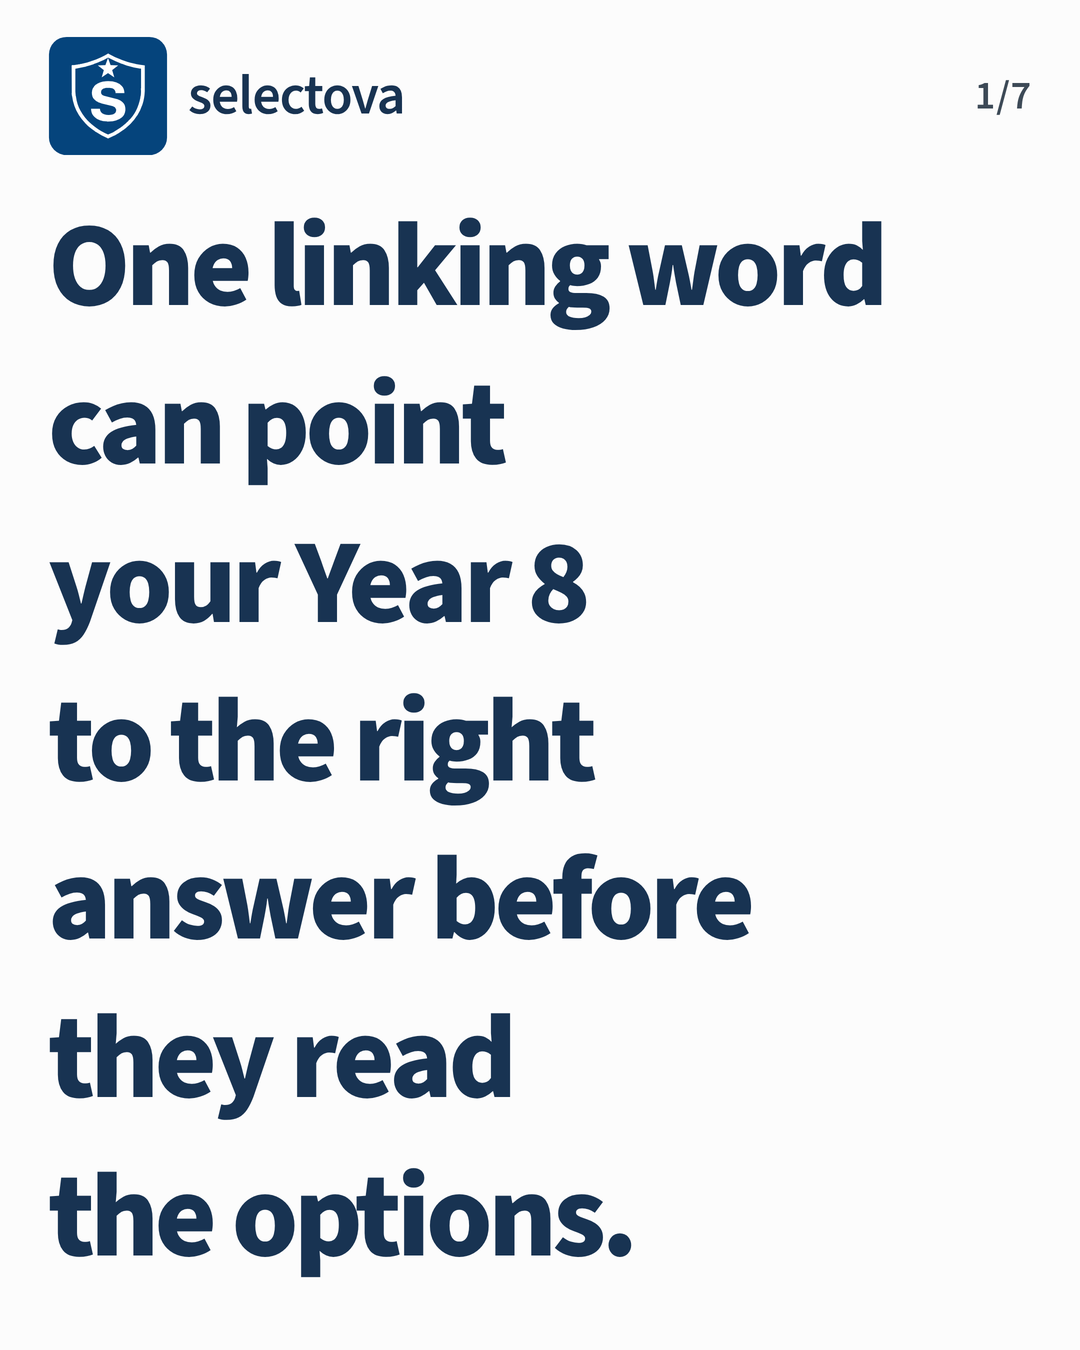 S
selectova
1/7
One linking word
can point
your Year 8
to the right
answer before
they read
the options.